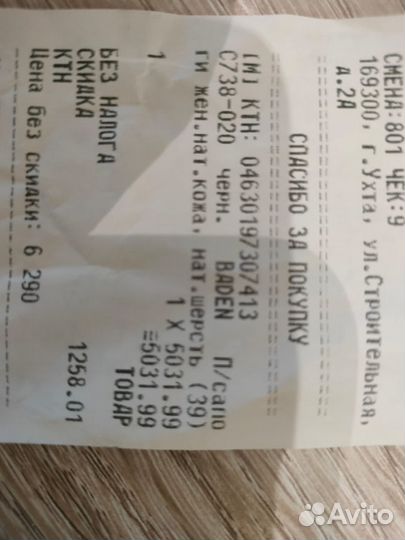 СМЕНА:801 ЧЕК:9
169300, г.Ухта, ул.Строительная,
д.2А
СПАСИБО ЗА ПОКУПКУ
[М] КТН: 04630197307413
С738-020 черн. BADEN П/сапо
ги жен.нат.кожа, нат.шерсть (39)
1 X 5031.99
1 ≡5031.99
ТОВАР
БЕЗ НАЛОГА
СКИДКА 1258.01
КТН
Цена без скидки: 6 290
Avito